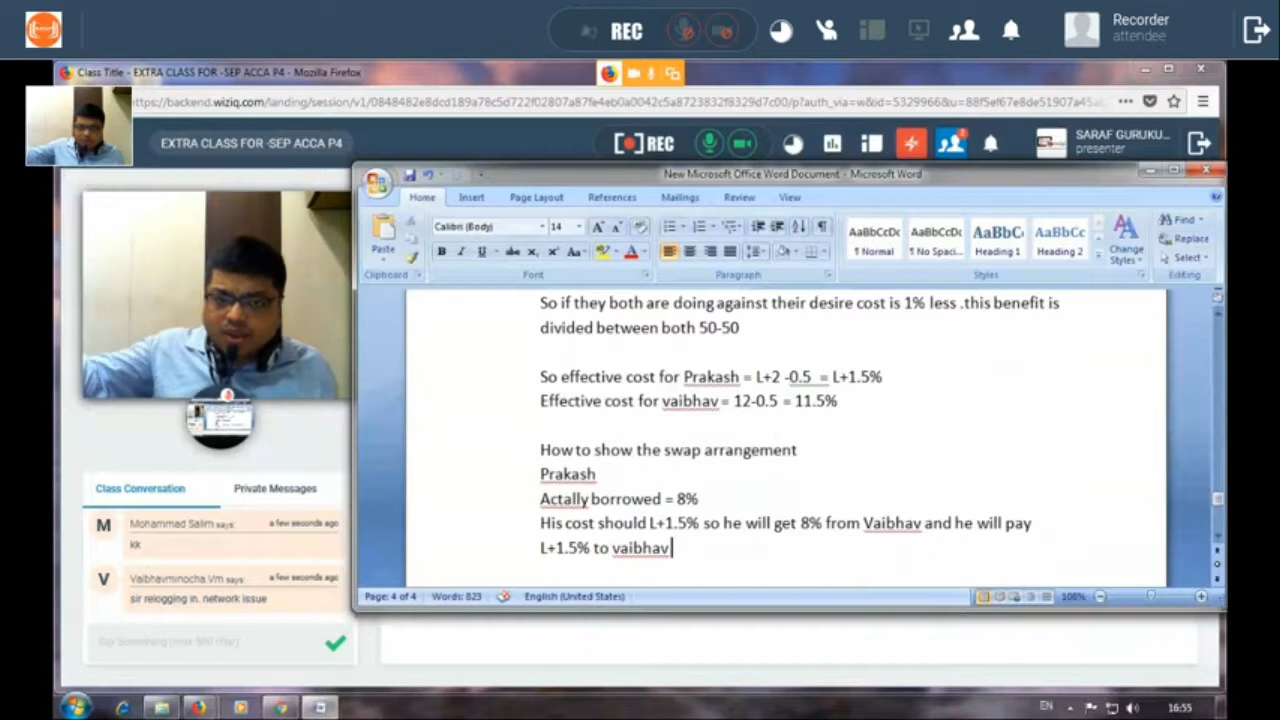 REC
Recorder
attendee
Class Title - EXTRA CLASS FOR -SEP ACCA P4 - Mozilla Firefox
EXTRA CLASS FOR -SEP ACCA P4
REC
SARAF GURUKU...
presenter
New Microsoft Office Word Document - Microsoft Word
Home Insert Page Layout References Mailings Review View
Paste
Calibri (Body) 14
AaBbCcDc AaBbCcDc AaBbC AaBbCc
¶ Normal ¶ No Spaci... Heading 1 Heading 2
Change Styles
Find
Replace
Select
Clipboard Font Paragraph Styles Editing
So if they both are doing against their desire cost is 1% less .this benefit is
divided between both 50-50
So effective cost for Prakash = L+2 -0.5 = L+1.5%
Effective cost for vaibhav = 12-0.5 = 11.5%
How to show the swap arrangement
Prakash
Actally borrowed = 8%
His cost should L+1.5% so he will get 8% from Vaibhav and he will pay
L+1.5% to vaibhav
Page: 4 of 4 Words: 823 English (United States) 108%
Class Conversation Private Messages
M Mohammad Salim says: a few seconds ago
kk
V Vaibhavminocha.Vm says: a few seconds ago
sir relogging in. network issue
EN 16:55